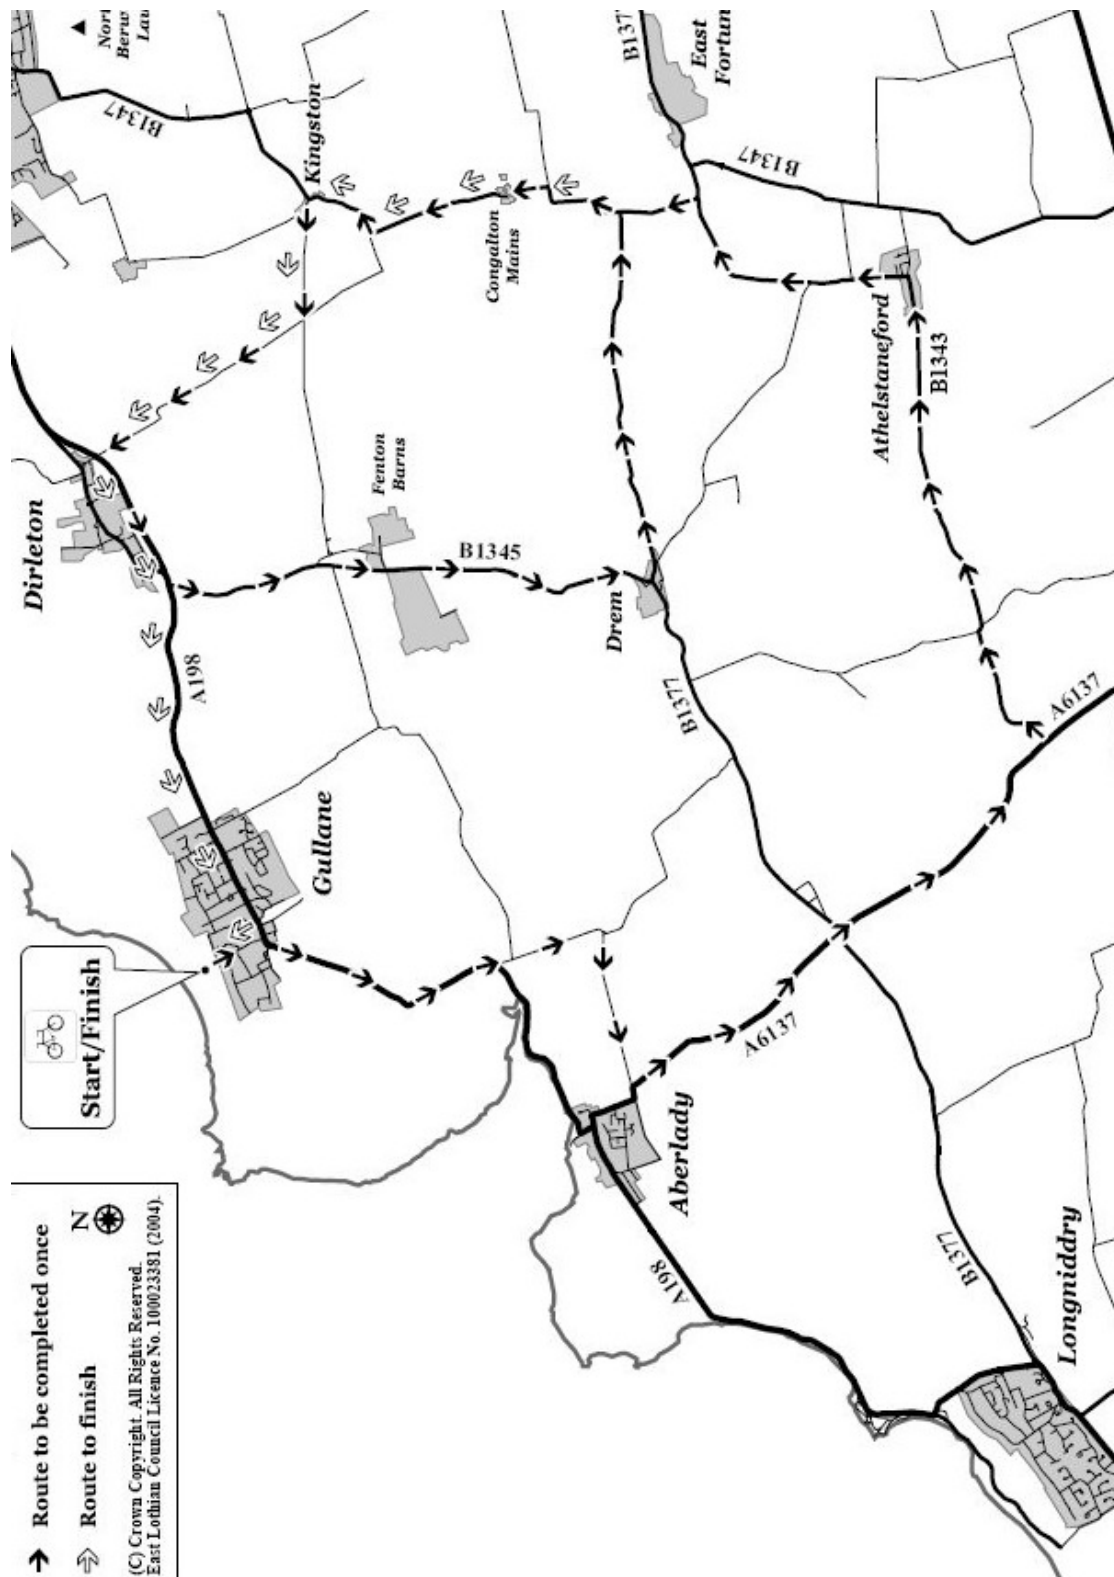 Route to be completed once
Route to finish
N
(C) Crown Copyright. All Rights Reserved.
East Lothian Council Licence No. 100023381 (2004).
Start/Finish
Dirleton
Nor
Berw
B1347
A198
Gullane
Kingston
Fenton
Barns
B1345
Congalton
Mains
Drem
B137
East
Fortun
Aberlady
A198
B1377
A6137
B1347
Athelstaneford
B1343
B1377
Longniddry
A6137